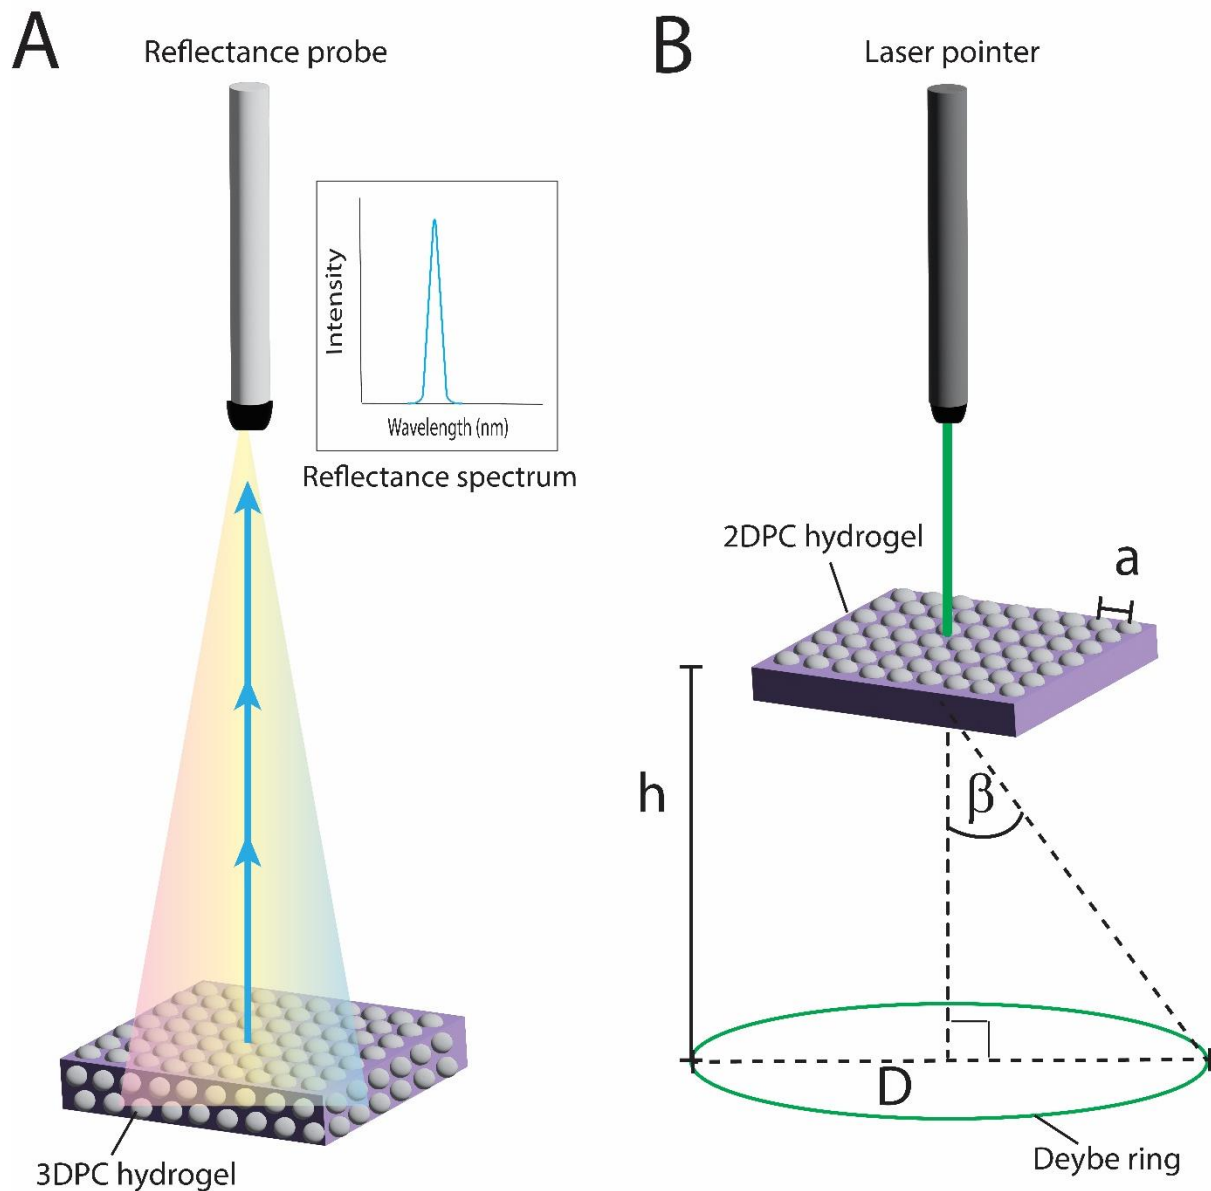 A
Reflectance probe
Intensity
Wavelength (nm)
Reflectance spectrum
3DPC hydrogel
B
Laser pointer
2DPC hydrogel
a
h
β
D
Deybe ring